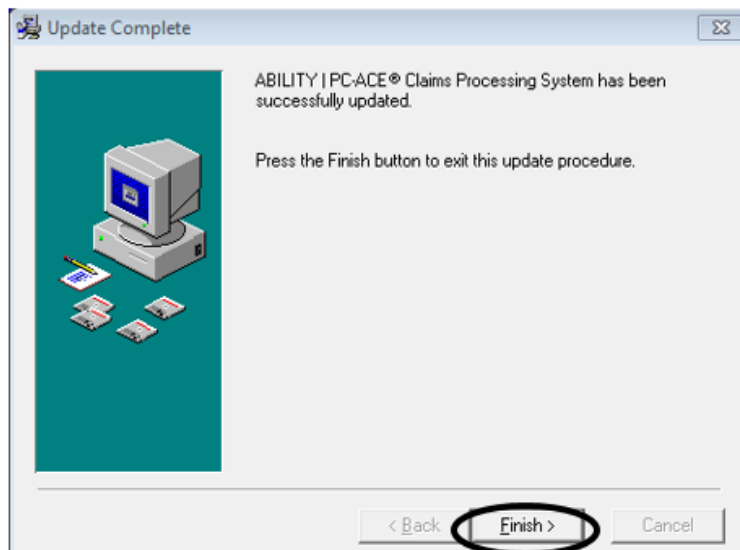 Update Complete
ABILITY | PC-ACE® Claims Processing System has been
successfully updated.
Press the Finish button to exit this update procedure.
< Back Finish > Cancel